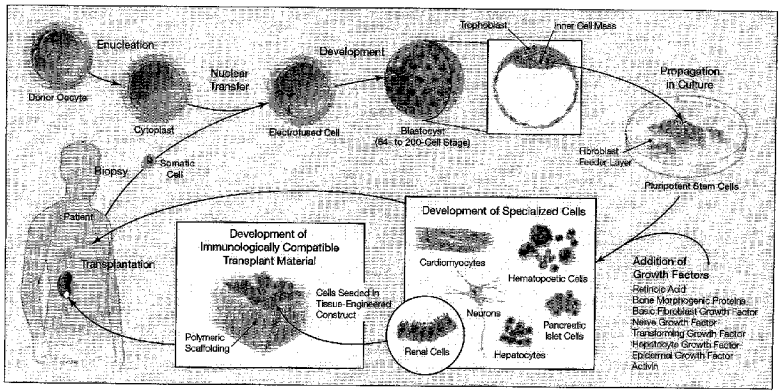 Enucleation
Donor Oocyte
Cytoplast
Nuclear
Transfer
Electrofused Cell
Development
Blastocyst
(64- to 200-Cell Stage)
Trophoblast
Inner Cell Mass
Propagation
in Culture
Fibroblast
Feeder Layer
Pluripotent Stem Cells
Biopsy
Somatic
Cell
Patient
Transplantation
Development of
Immunologically Compatible
Transplant Material
Cells Seeded In
Tissue-Engineered
Construct
Polymeric
Scaffolding
Development of Specialized Cells
Cardiomyocytes
Hematopoetic Cells
Neurons
Pancreatic
Islet Cells
Renal Cells
Hepatocytes
Addition of
Growth Factors
Retinoic Acid
Bone Morphogenic Proteins
Basic Fibroblast Growth Factor
Nerve Growth Factor
Transforming Growth Factor
Hepatocyte Growth Factor
Epidermal Growth Factor
Activin